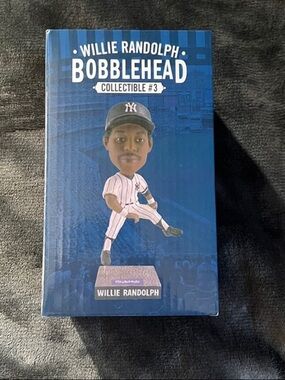 • WILLIE RANDOLPH •
BOBBLEHEAD
COLLECTIBLE #3
NY
WILLIE RANDOLPH